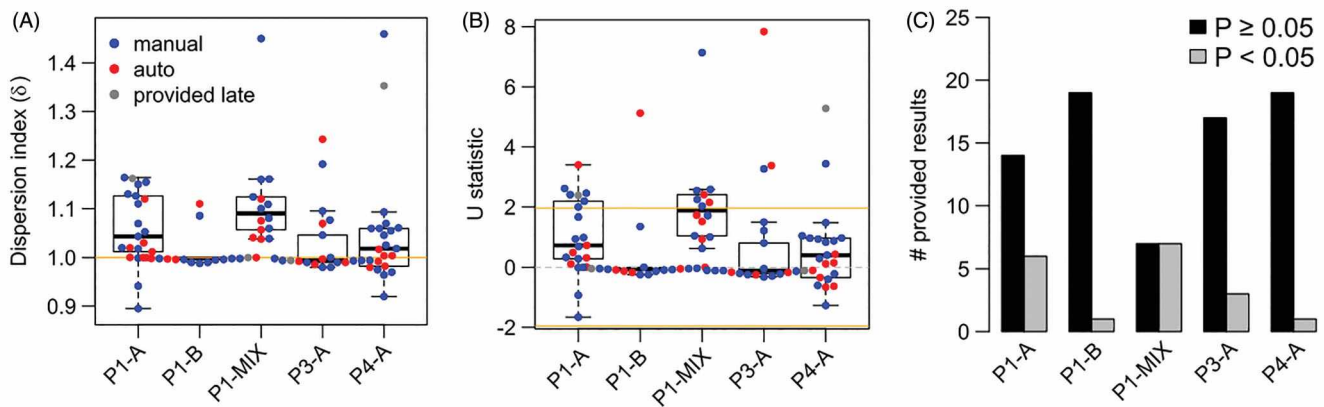 (A)
Dispersion index (δ)
1.4
1.3
1.2
1.1
1.0
0.9
manual
auto
provided late
P1-A
P1-B
P1-MIX
P3-A
P4-A
(B)
U statistic
8
6
4
2
0
-2
P1-A
P1-B
P1-MIX
P3-A
P4-A
(C)
# provided results
25
20
15
10
5
0
P ≥ 0.05
P < 0.05
P1-A
P1-B
P1-MIX
P3-A
P4-A